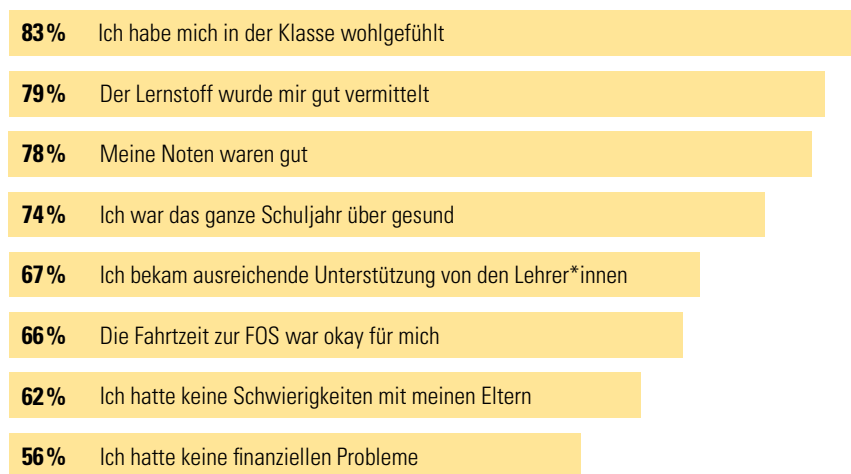 83% Ich habe mich in der Klasse wohlgefühlt
79% Der Lernstoff wurde mir gut vermittelt
78% Meine Noten waren gut
74% Ich war das ganze Schuljahr über gesund
67% Ich bekam ausreichende Unterstützung von den Lehrer*innen
66% Die Fahrtzeit zur FOS war okay für mich
62% Ich hatte keine Schwierigkeiten mit meinen Eltern
56% Ich hatte keine finanziellen Probleme